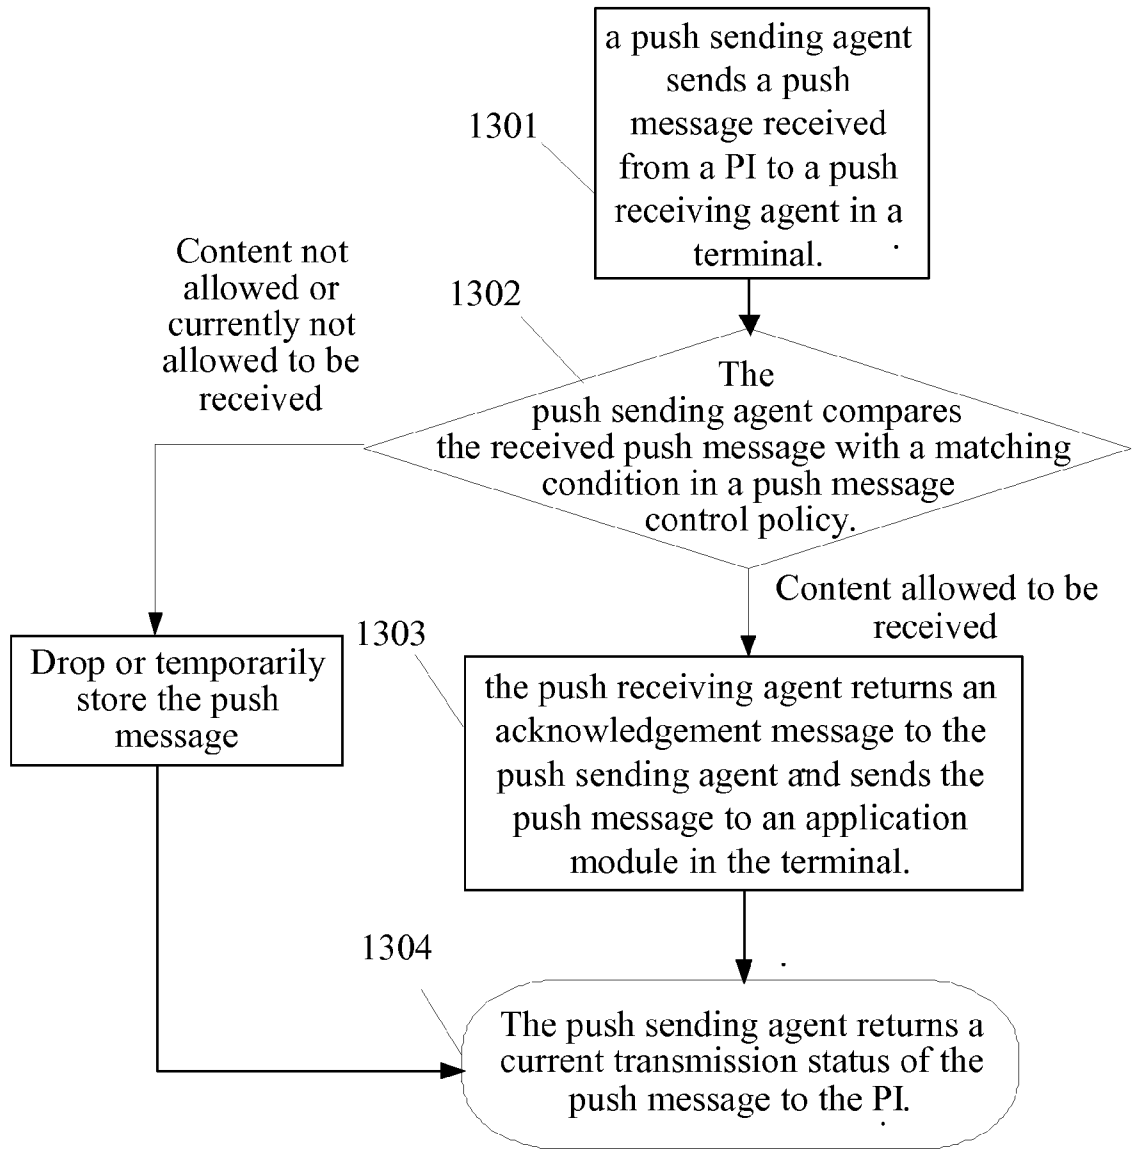 a push sending agent
sends a push
message received
from a PI to a push
receiving agent in a
terminal.
1301
Content not
allowed or
currently not
allowed to be
received
1302
The
push sending agent compares
the received push message with a matching
condition in a push message
control policy.
Content allowed to be
received
Drop or temporarily
store the push
message
1303
the push receiving agent returns an
acknowledgement message to the
push sending agent and sends the
push message to an application
module in the terminal.
1304
The push sending agent returns a
current transmission status of the
push message to the PI.